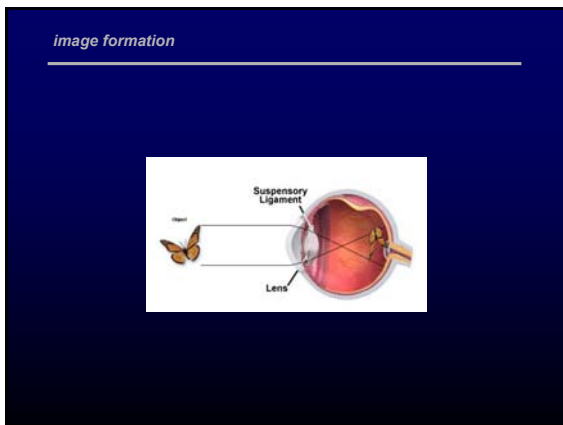 image formation
Suspensory
Ligament
Object
Lens